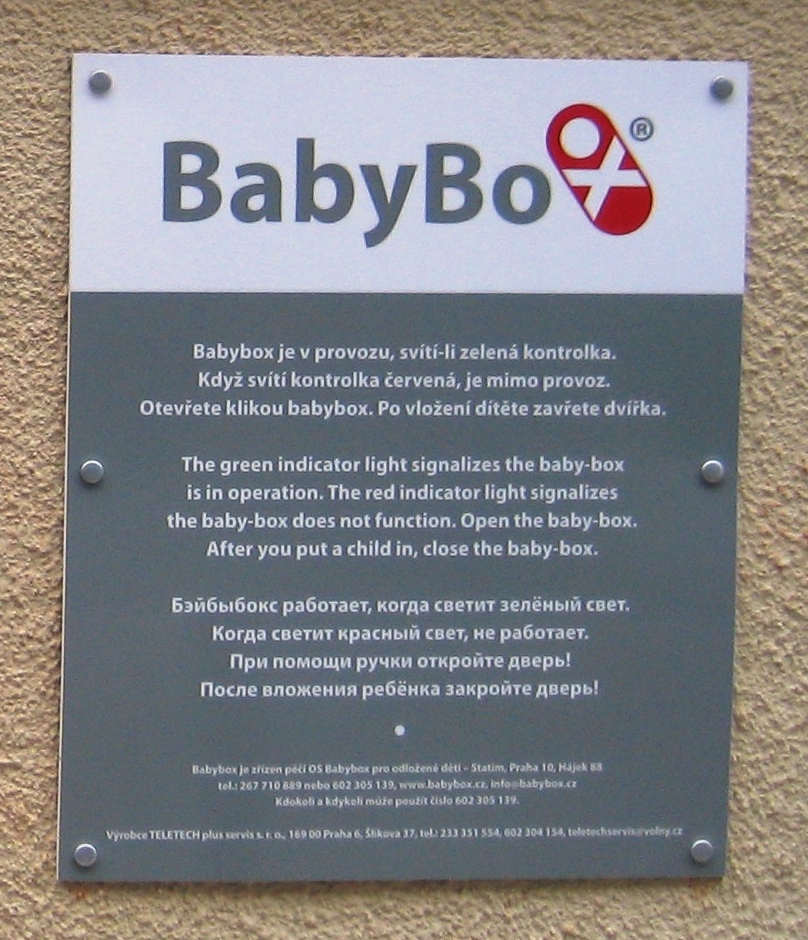 BabyBox®
Babybox je v provozu, svítí-li zelená kontrolka.
Když svítí kontrolka červená, je mimo provoz.
Otevřete klikou babybox. Po vložení dítěte zavřete dvířka.
The green indicator light signalizes the baby-box
is in operation. The red indicator light signalizes
the baby-box does not function. Open the baby-box.
After you put a child in, close the baby-box.
Бэйбыбокс работает, когда светит зелёный свет.
Когда светит красный свет, не работает.
При помощи ручки откройте дверь!
После вложения ребёнка закройте дверь!
Babybox je zřízen péčí OS Babybox pro odložené děti – Statim, Praha 10, Hájek 88
tel.: 267 710 889 nebo 602 305 139, www.babybox.cz, info@babybox.cz
Kdokoli a kdykoli může použít číslo 602 305 139.
Výrobce TELETECH plus servis s. r. o., 169 00 Praha 6, Šlikova 37, tel.: 233 351 554, 602 304 154, teletechservis@volny.cz